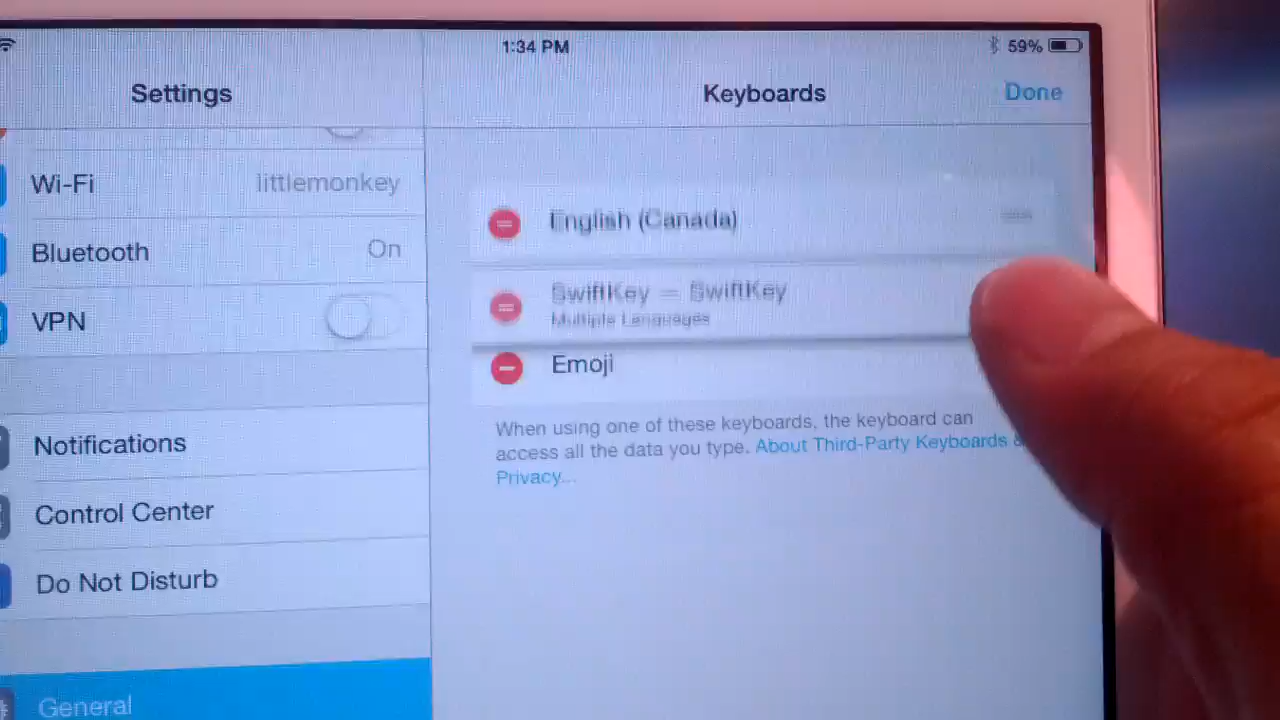 1:34 PM
59%
Settings
Keyboards
Done
Wi-Fi
littlemonkey
English (Canada)
Bluetooth
On
SwiftKey — SwiftKey
Multiple Languages
VPN
Emoji
When using one of these keyboards, the keyboard can
access all the data you type. About Third-Party Keyboards &
Privacy...
Notifications
Control Center
Do Not Disturb
General